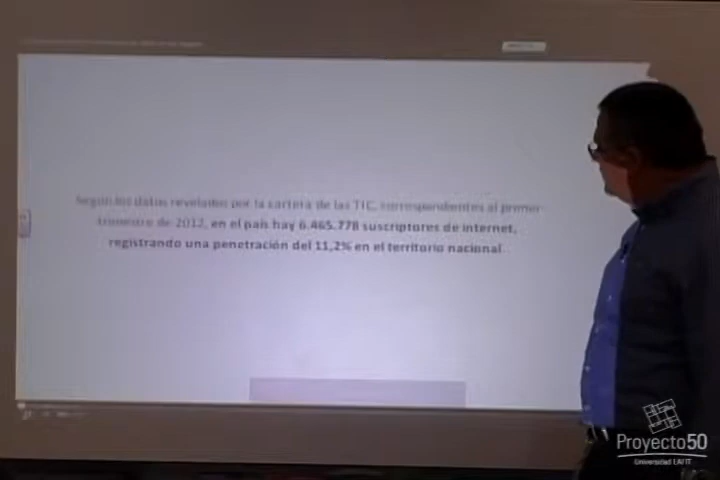 Según los datos revelados por la cartera de las TIC, correspondientes al primer
trimestre de 2012, en el país hay 6.465.778 suscriptores de internet,
registrando una penetración del 11,2% en el territorio nacional.
Proyecto50
Universidad EAFIT